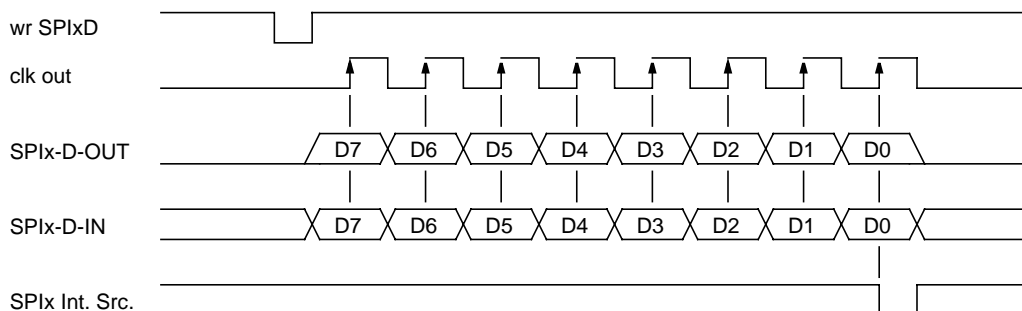 wr SPIxD
clk out
SPIx-D-OUT D7 D6 D5 D4 D3 D2 D1 D0
SPIx-D-IN D7 D6 D5 D4 D3 D2 D1 D0
SPIx Int. Src.